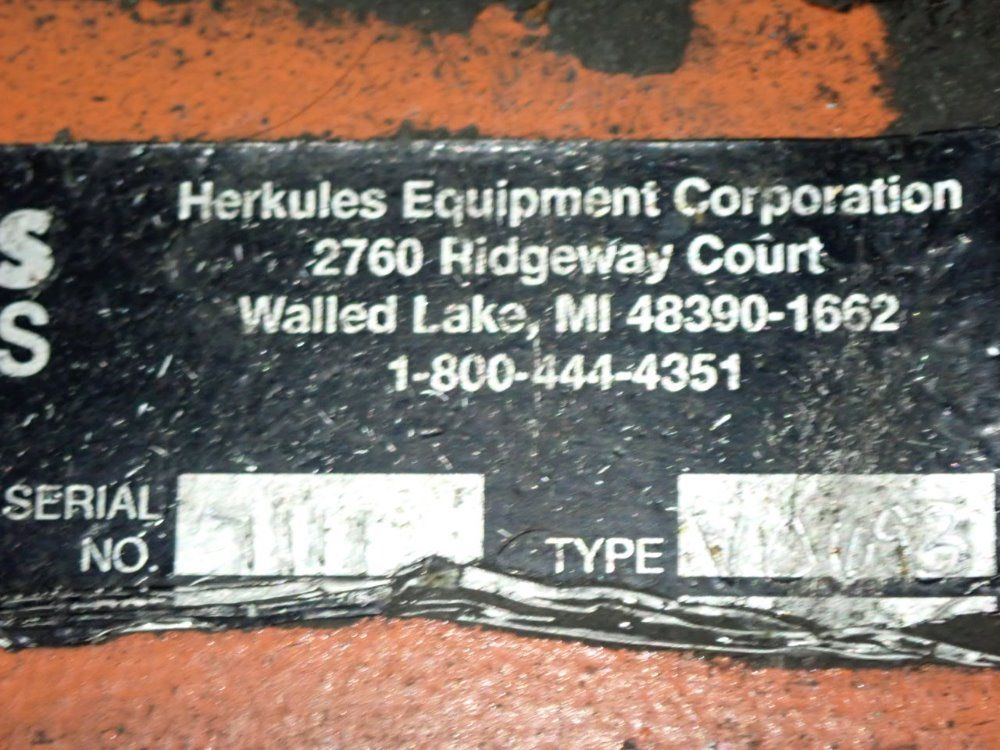 S
S
Herkules Equipment Corporation
2760 Ridgeway Court
Walled Lake, MI 48390-1662
1-800-444-4351
SERIAL
NO.
TYPE